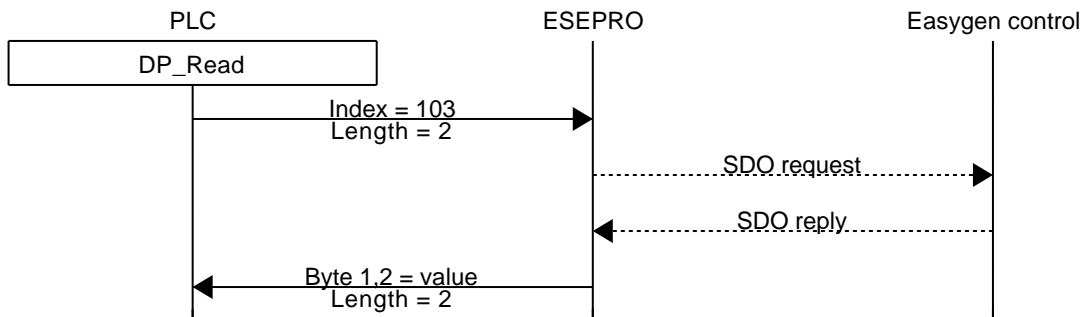 PLC
ESEPRO
Easygen control
DP_Read
Index = 103
Length = 2
SDO request
SDO reply
Byte 1,2 = value
Length = 2